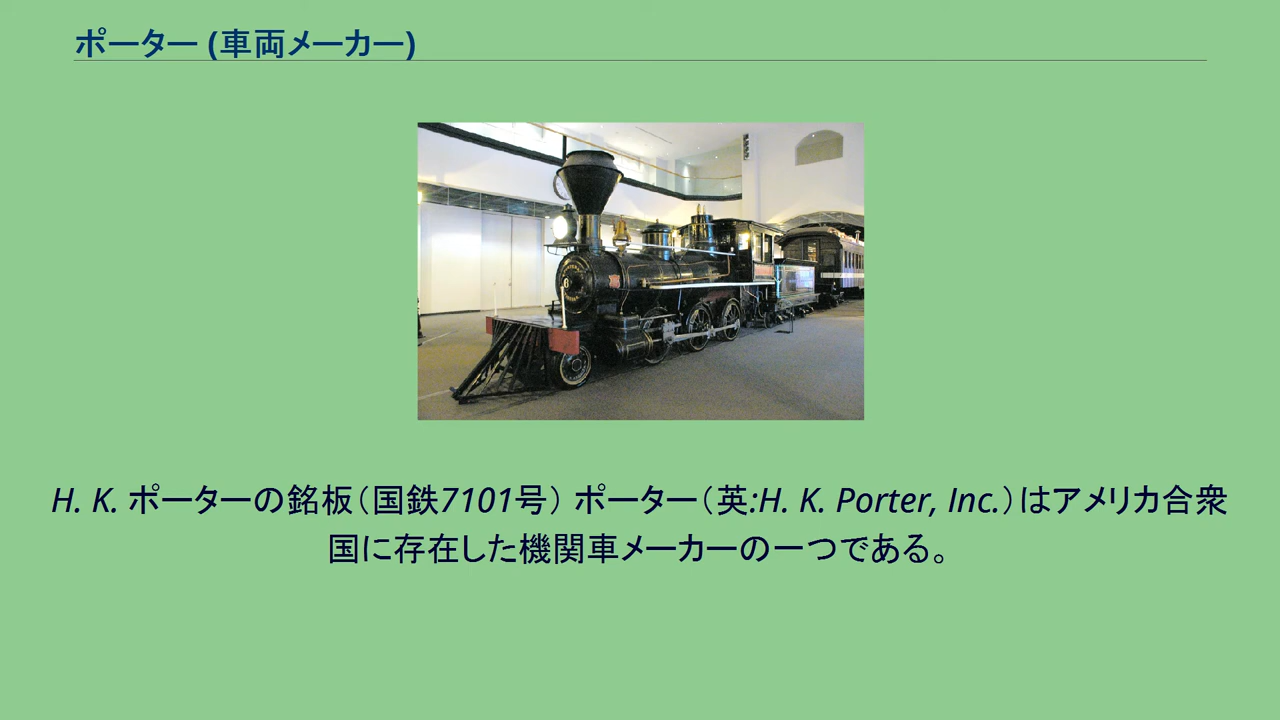 ポーター (車両メーカー)
H. K. ポーターの銘板（国鉄7101号） ポーター（英:H. K. Porter, Inc.）はアメリカ合衆
国に存在した機関車メーカーの一つである。